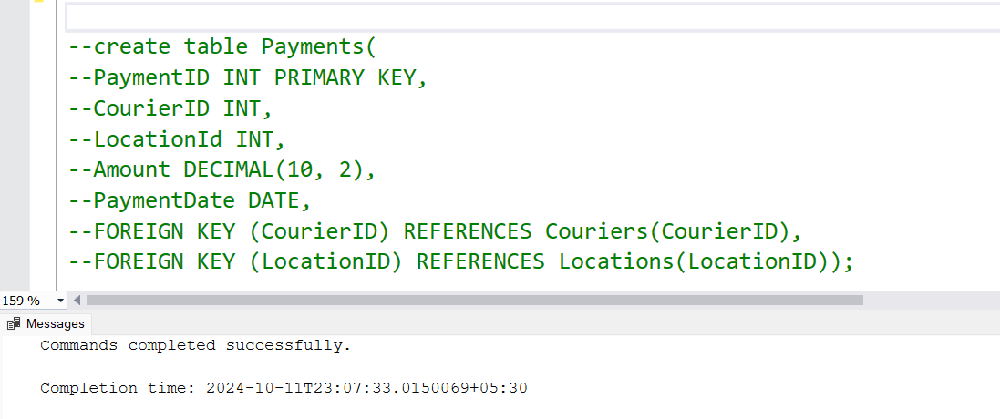 --create table Payments(
--PaymentID INT PRIMARY KEY,
--CourierID INT,
--LocationId INT,
--Amount DECIMAL(10, 2),
--PaymentDate DATE,
--FOREIGN KEY (CourierID) REFERENCES Couriers(CourierID),
--FOREIGN KEY (LocationID) REFERENCES Locations(LocationID));
159 %
Messages
Commands completed successfully.
Completion time: 2024-10-11T23:07:33.0150069+05:30